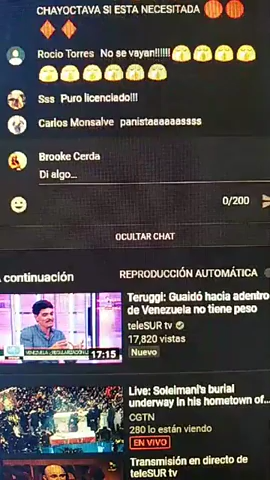 CHAYOCTAVA SI ESTA NECESITADA
Rocio Torres No se vayan!!!!!!
Sss Puro licenciado!!!
Carlos Monsalve panistaaaaaassss
Brooke Cerda
Di algo...
0/200
OCULTAR CHAT
continuación
REPRODUCCIÓN AUTOMÁTICA
17:15
Teruggi: Guaidó hacia adentro
de Venezuela no tiene peso
teleSUR tv
17,820 vistas
Nuevo
Live: Soleimani's burial
underway in his hometown of...
CGTN
280 lo están viendo
EN VIVO
Transmisión en directo de
teleSUR tv